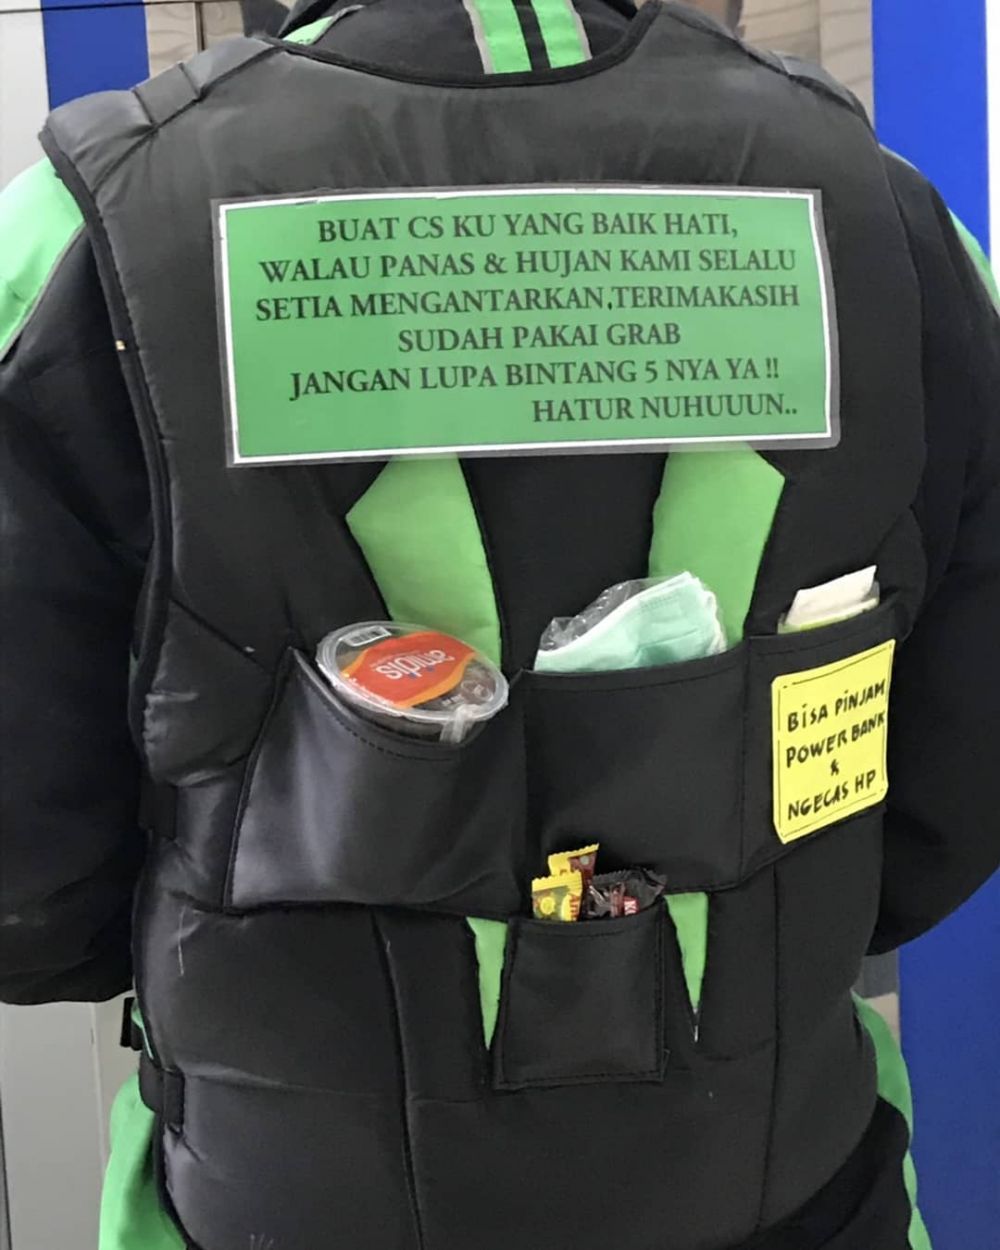 BUAT CS KU YANG BAIK HATI,
WALAU PANAS & HUJAN KAMI SELALU
SETIA MENGANTARKAN,TERIMAKASIH
SUDAH PAKAI GRAB
JANGAN LUPA BINTANG 5 NYA YA !!
HATUR NUHUUUN..
amidis
BiSA PiNJAM
POWER BANK
&
NGECAS HP